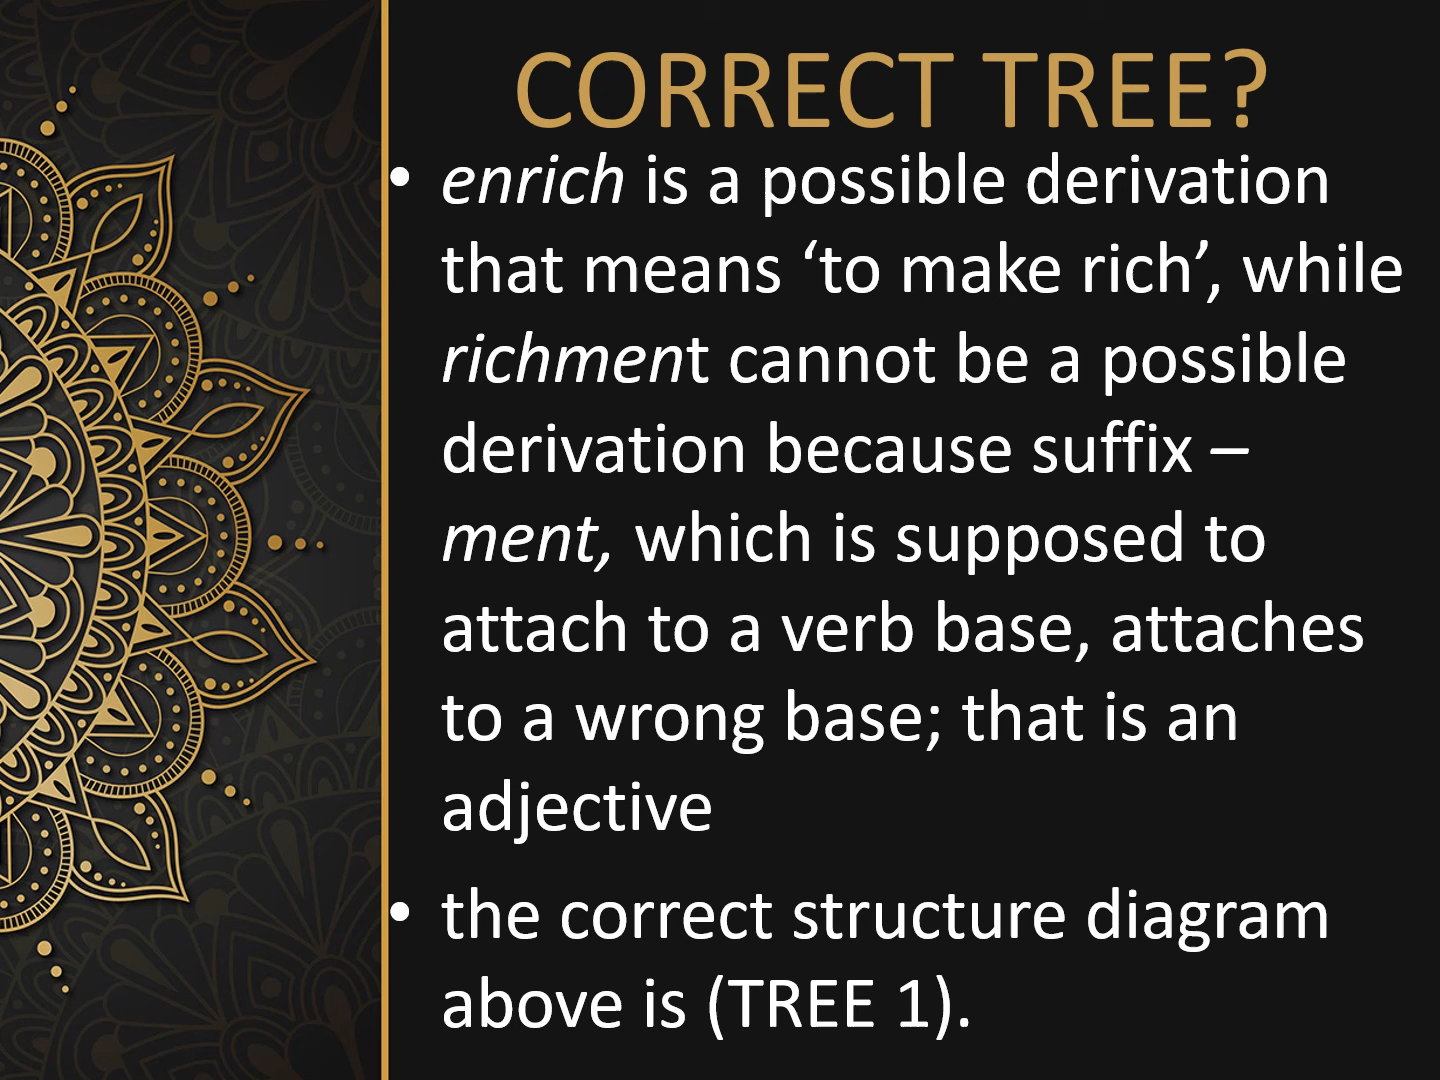 CORRECT TREE?
• enrich is a possible derivation
that means ‘to make rich’, while
richment cannot be a possible
derivation because suffix –
ment, which is supposed to
attach to a verb base, attaches
to a wrong base; that is an
adjective
• the correct structure diagram
above is (TREE 1).